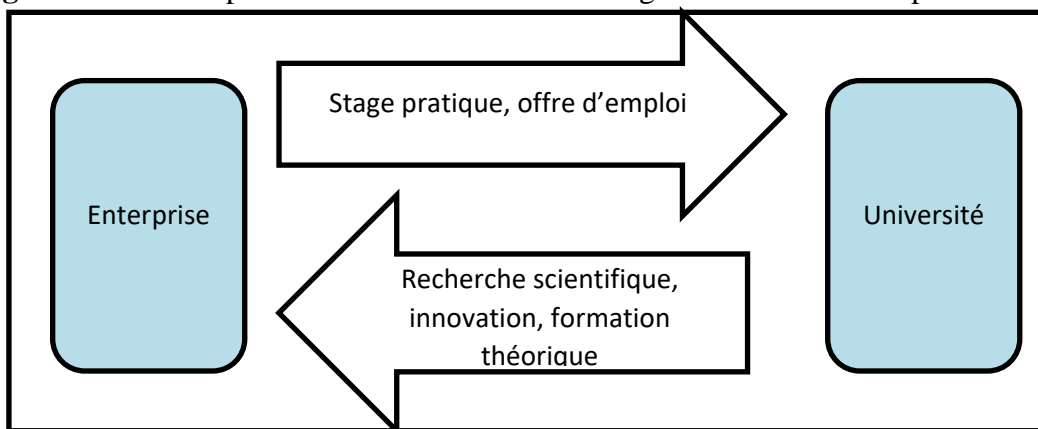 Stage pratique, offre d’emploi
Enterprise
Université
Recherche scientifique,
innovation, formation
théorique